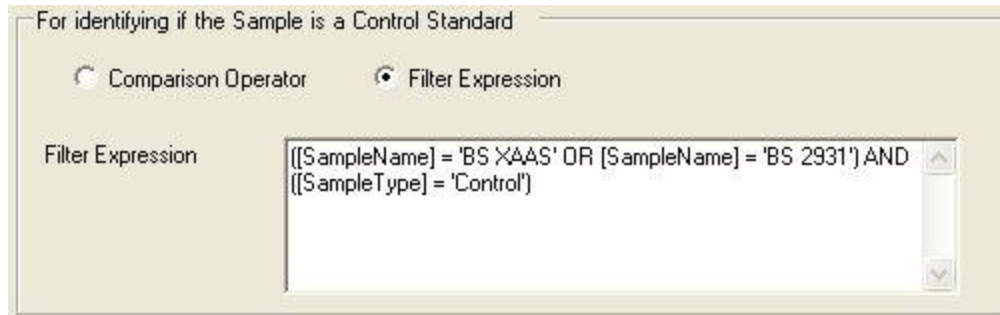 For identifying if the Sample is a Control Standard
Comparison Operator Filter Expression
Filter Expression
([SampleName] = 'BS XAAS' OR [SampleName] = 'BS 2931') AND
([SampleType] = 'Control')